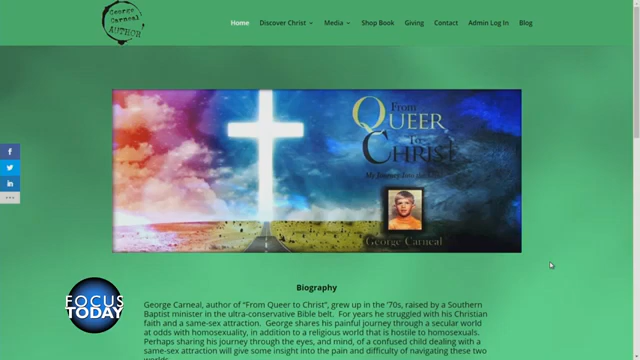 George
Carneal
AUTHOR
Home Discover Christ Media Shop Book Giving Contact Admin Log In Blog
From
QUEER
To
CHRIST
My Journey Into the
George Carneal
Biography
FOCUS
TODAY
George Carneal, author of "From Queer to Christ", grew up in the '70s, raised by a Southern
Baptist minister in the ultra-conservative Bible belt. For years he struggled with his Christian
faith and a same-sex attraction. George shares his painful journey through a secular world
at odds with homosexuality, in addition to a religious world that is hostile to homosexuals.
Perhaps sharing his journey through the eyes, and mind, of a confused child dealing with a
same-sex attraction will give some insight into the pain and difficulty of navigating these two
worlds